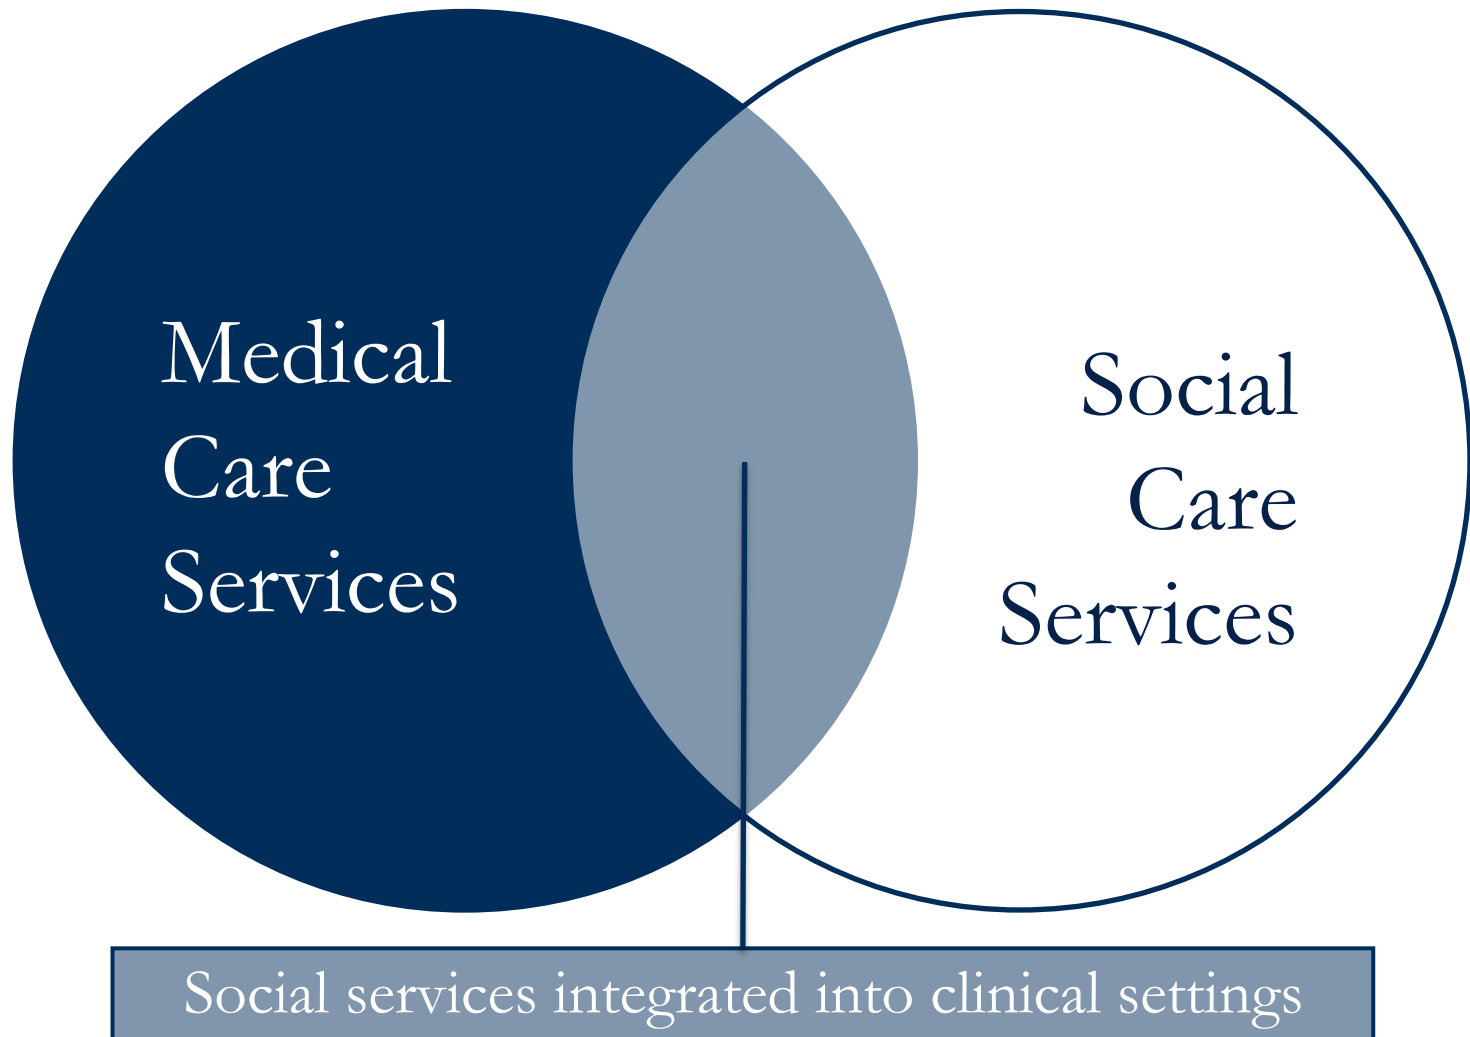 Medical
Care
Services
Social
Care
Services
Social services integrated into clinical settings